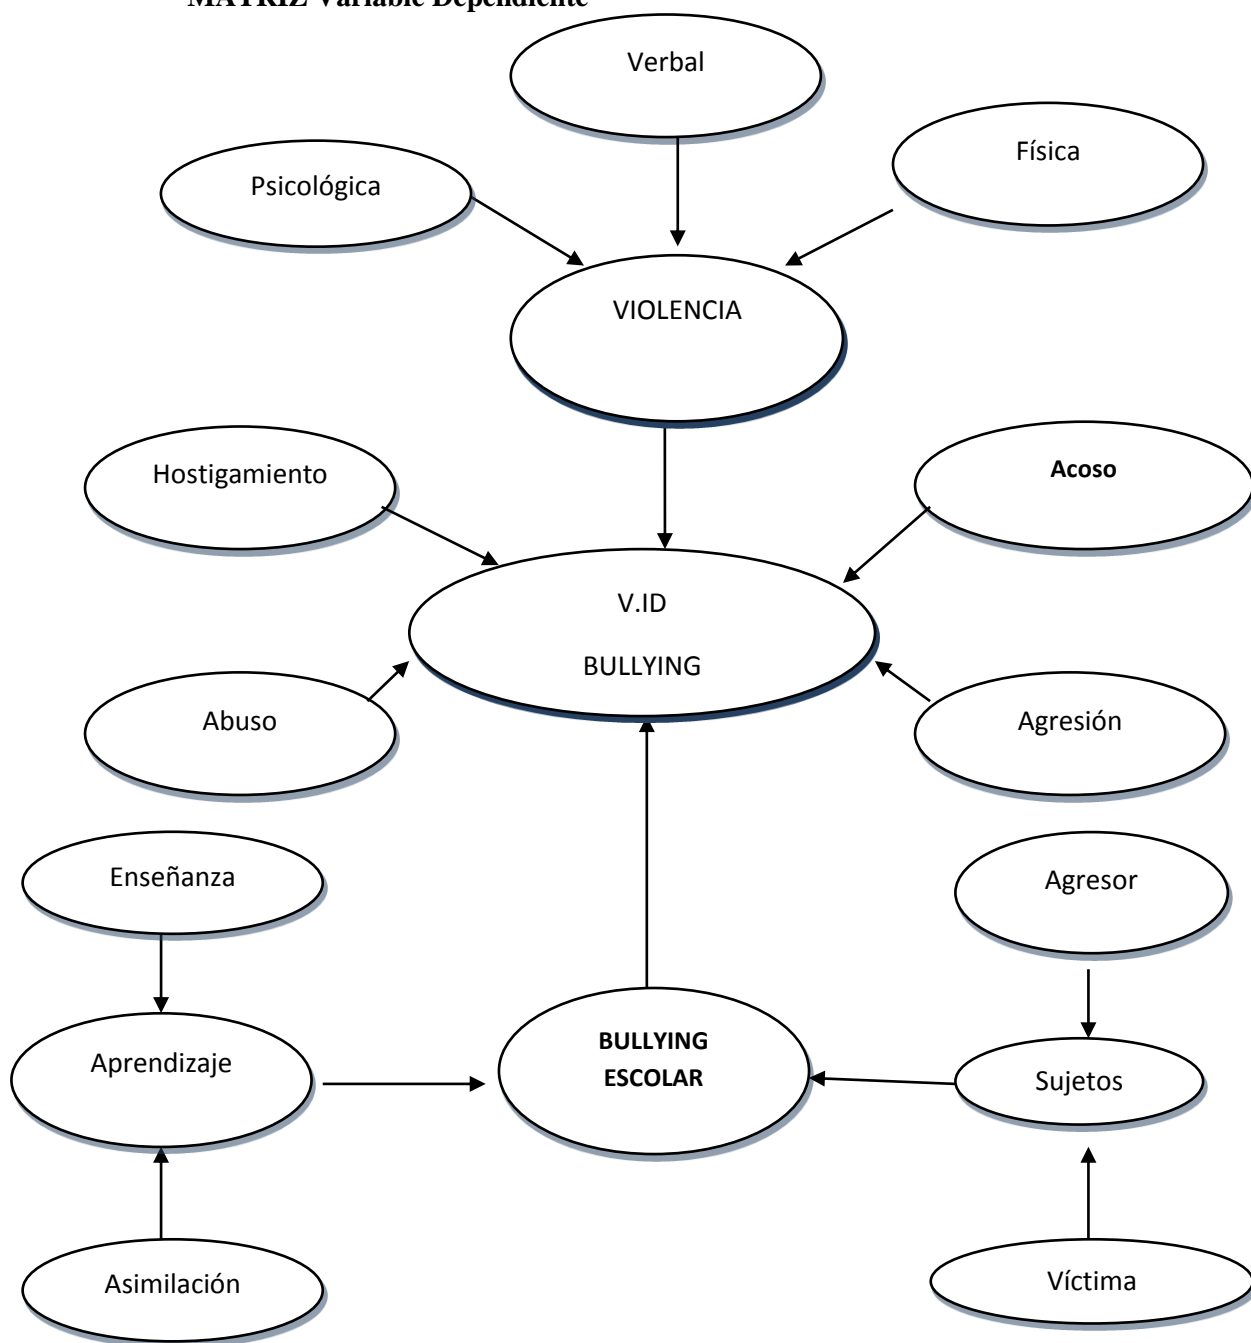 MATRIZ Variable Dependiente
Verbal
Física
Psicológica
VIOLENCIA
Hostigamiento
Acoso
V.ID
BULLYING
Abuso
Agresión
Enseñanza
Agresor
BULLYING
ESCOLAR
Aprendizaje
Sujetos
Asimilación
Víctima